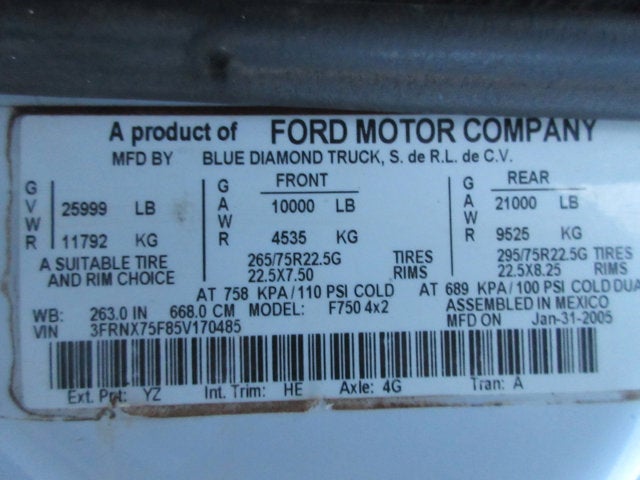 A product of FORD MOTOR COMPANY
MFD BY BLUE DIAMOND TRUCK, S. de R.L. de C.V.
GVWR 25999 LB 11792 KG
GAWR FRONT 10000 LB 4535 KG
GAWR REAR 21000 LB 9525 KG
A SUITABLE TIRE AND RIM CHOICE
265/75R22.5G TIRES 295/75R22.5G TIRES
22.5X7.50 RIMS 22.5X8.25 RIMS
AT 758 KPA/110 PSI COLD AT 689 KPA/100 PSI COLD DUA
WB: 263.0 IN 668.0 CM MODEL: F750 4x2 ASSEMBLED IN MEXICO
VIN 3FRNX75F85V170485 MFD ON Jan-31-2005
Ext. Pnt: YZ Int. Trim: HE Axle: 4G Tran: A